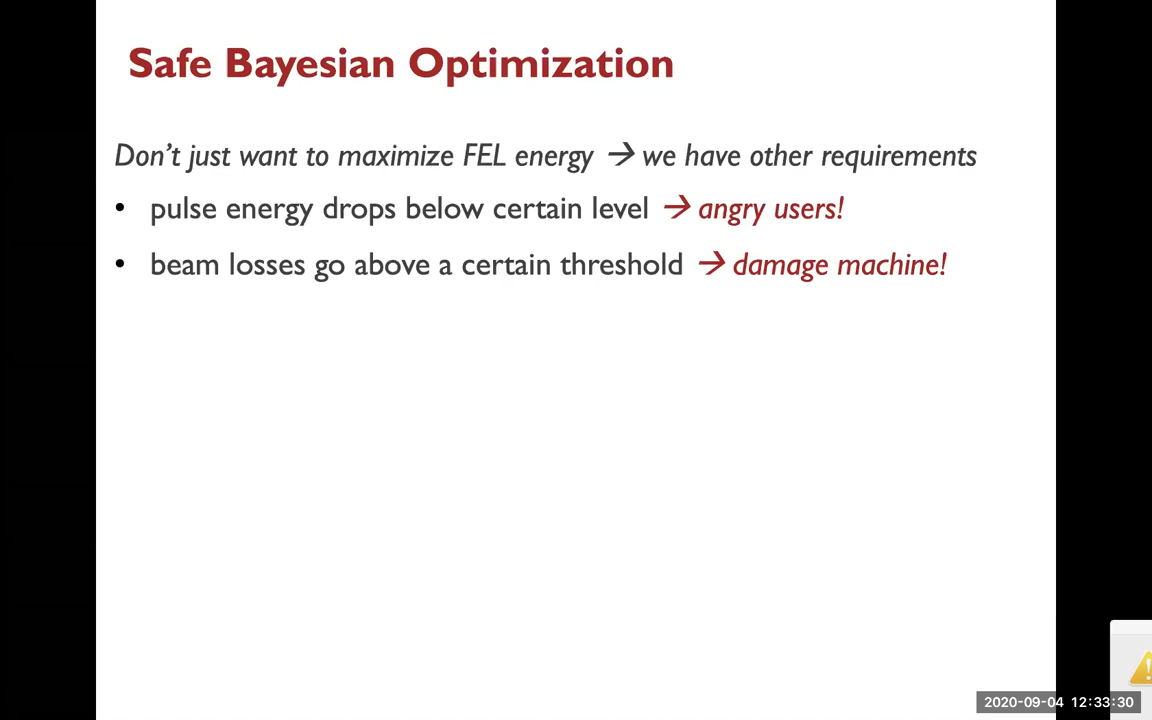 Safe Bayesian Optimization
Don't just want to maximize FEL energy → we have other requirements
• pulse energy drops below certain level → angry users!
• beam losses go above a certain threshold → damage machine!
2020-09-04 12:33:30